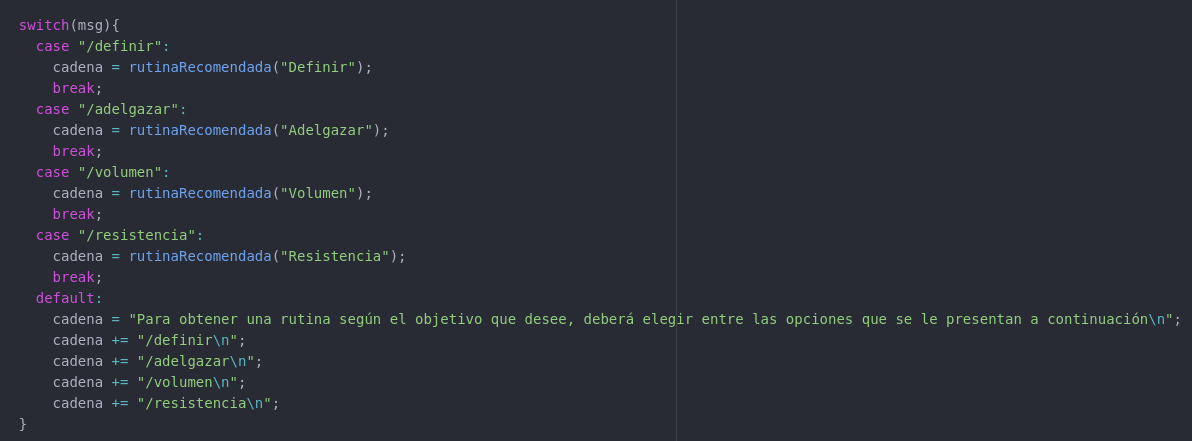 switch(msg){
  case "/definir":
    cadena = rutinaRecomendada("Definir");
    break;
  case "/adelgazar":
    cadena = rutinaRecomendada("Adelgazar");
    break;
  case "/volumen":
    cadena = rutinaRecomendada("Volumen");
    break;
  case "/resistencia":
    cadena = rutinaRecomendada("Resistencia");
    break;
  default:
    cadena = "Para obtener una rutina según el objetivo que desee, deberá elegir entre las opciones que se le presentan a continuación\n";
    cadena += "/definir\n";
    cadena += "/adelgazar\n";
    cadena += "/volumen\n";
    cadena += "/resistencia\n";
}